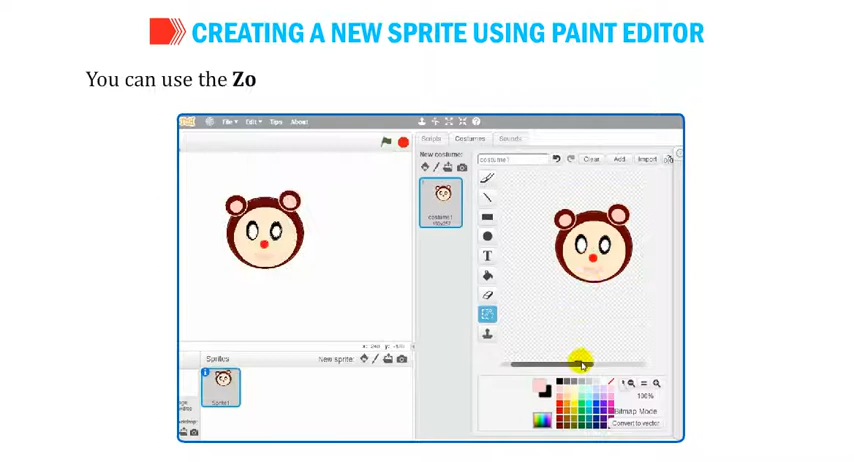 CREATING A NEW SPRITE USING PAINT EDITOR
You can use the Zo
File Edit Tips About
Scripts Costumes Sounds
New costume:
costume1 Clear Add Import
costume1
Sprites New sprite:
Sprite1
100%
Bitmap Mode
Convert to vector